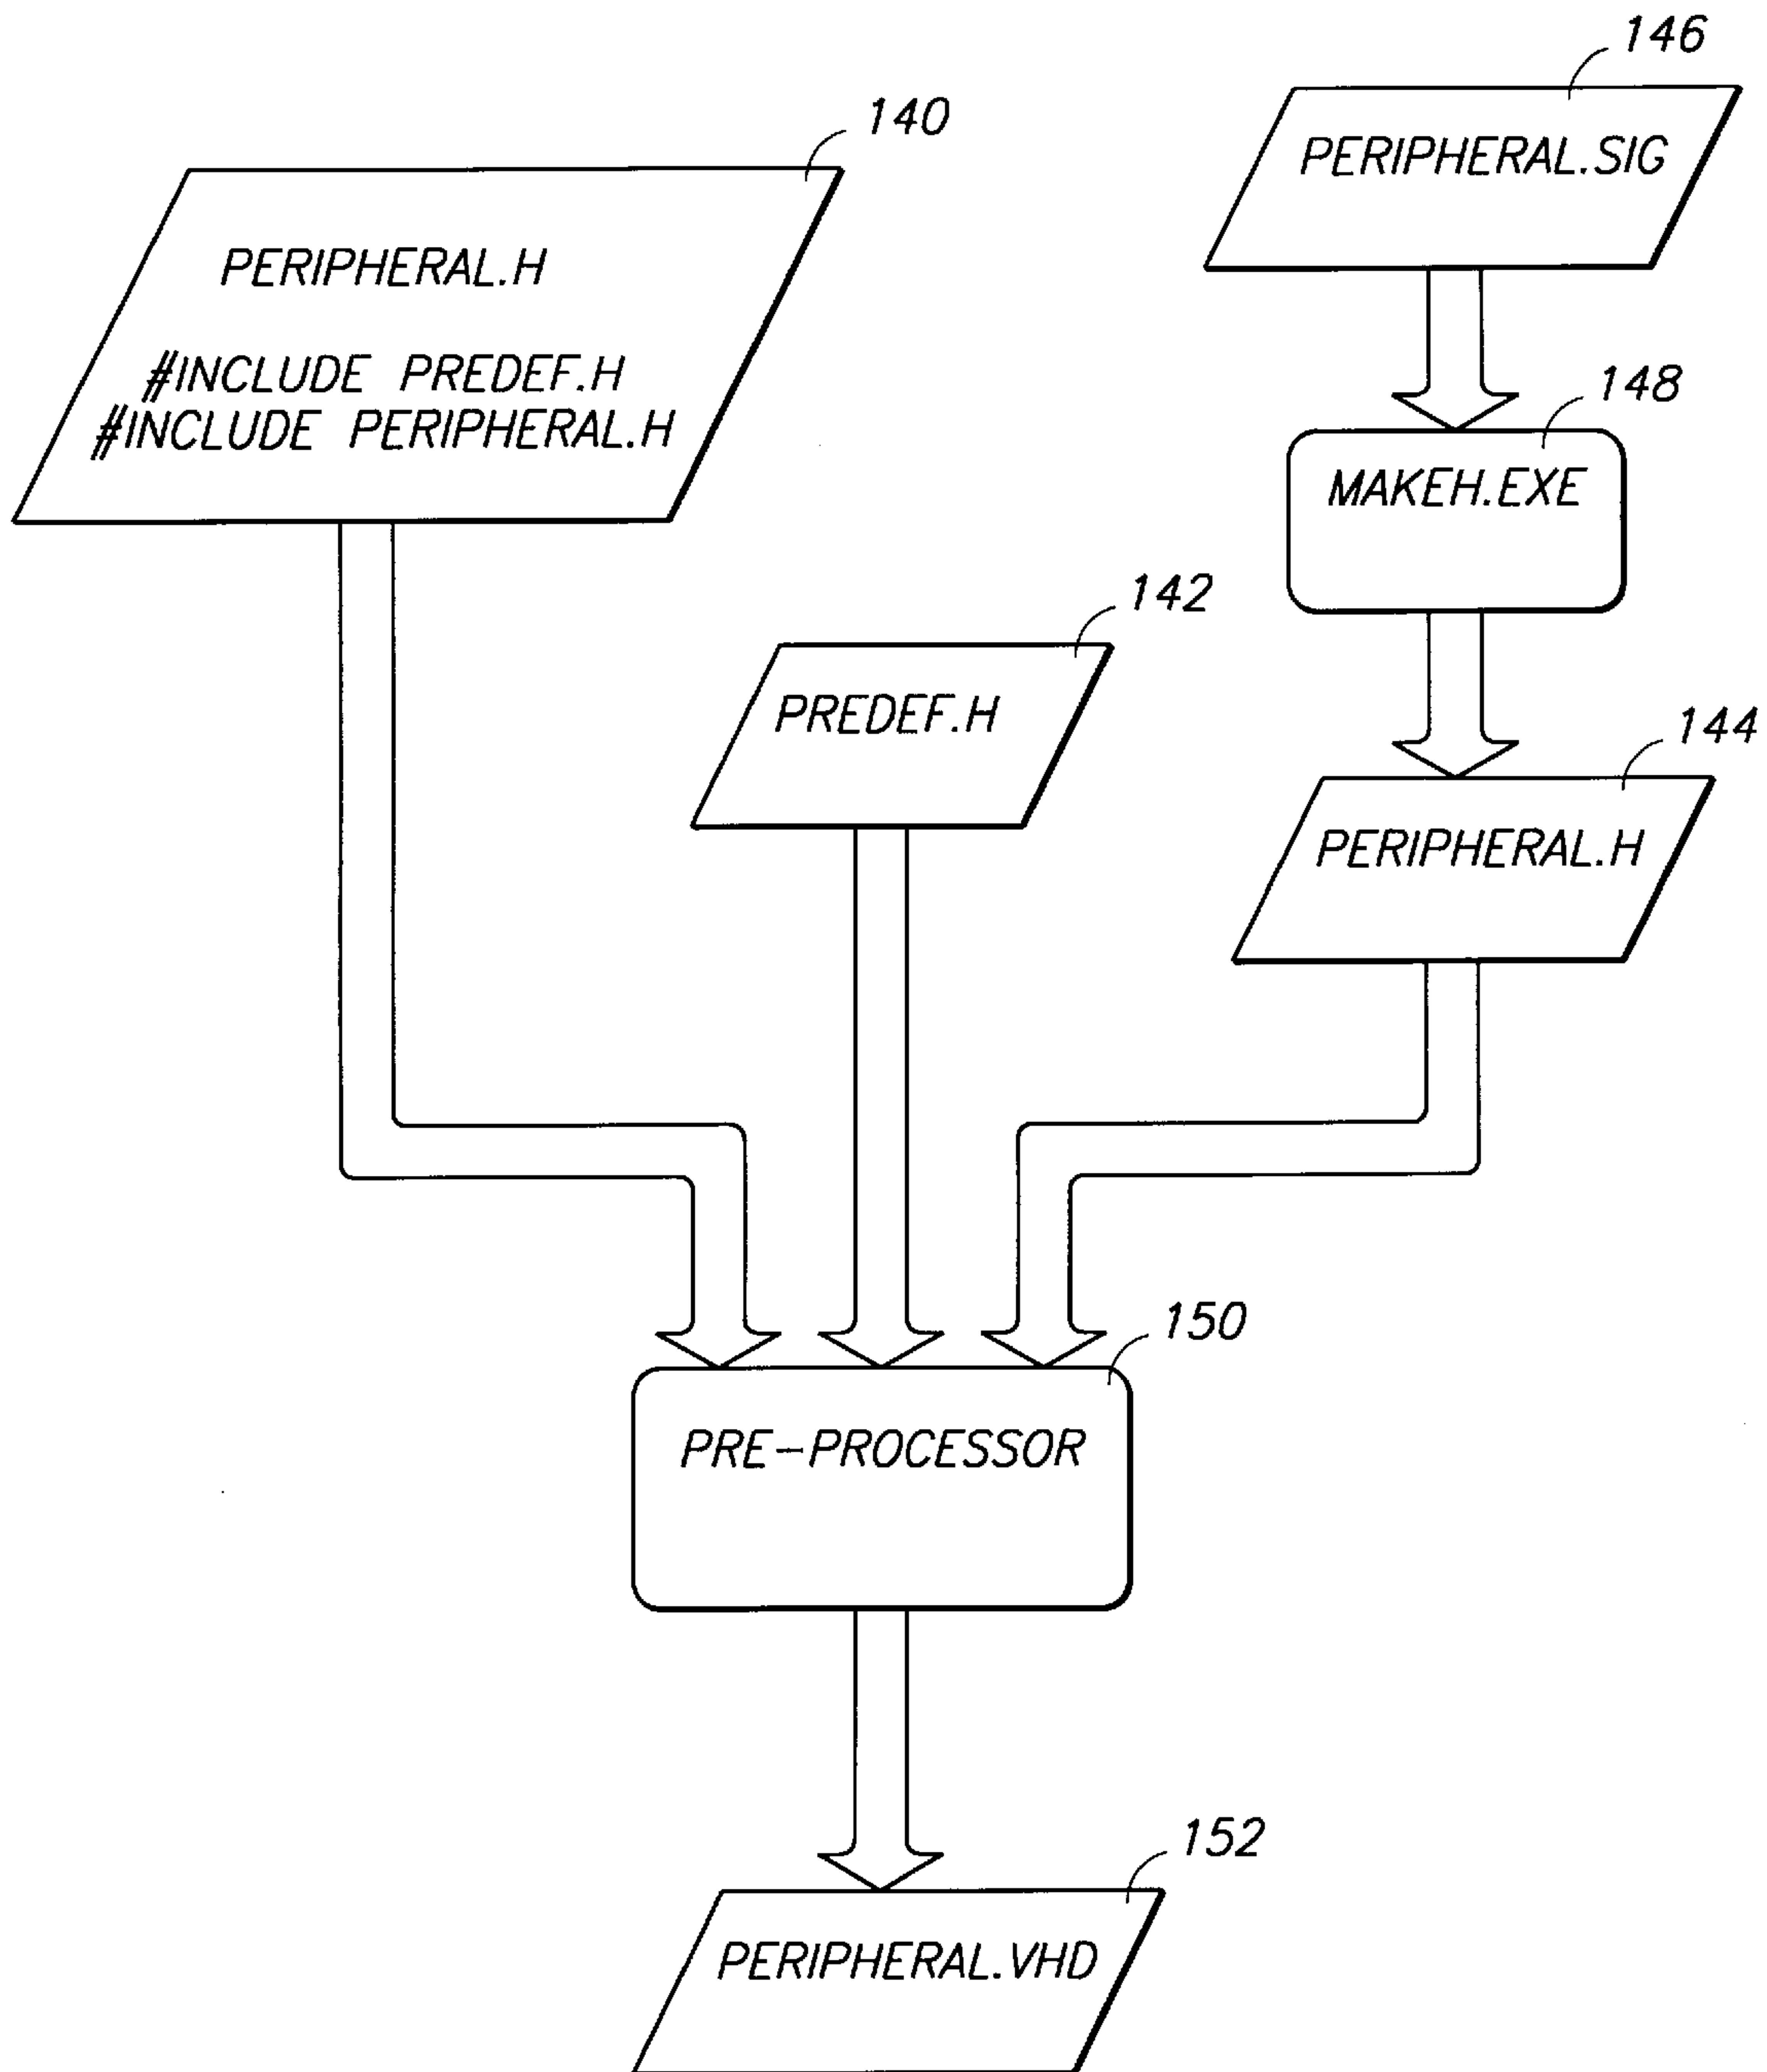 146
140
PERIPHERAL.SIG
PERIPHERAL.H
#INCLUDE PREDEF.H
#INCLUDE PERIPHERAL.H
148
MAKEH.EXE
142
PREDEF.H
144
PERIPHERAL.H
150
PRE-PROCESSOR
152
PERIPHERAL.VHD